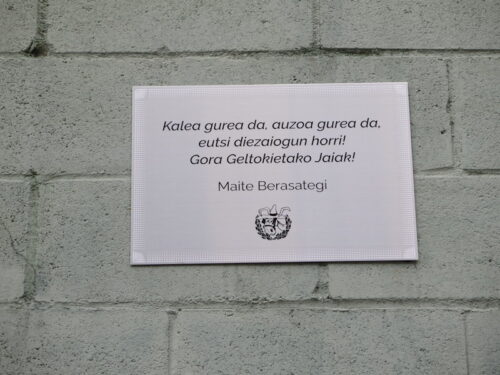 Kalea gurea da, auzoa gurea da,
eutsi diezaiogun horri!
Gora Geltokietako Jaiak!
Maite Berasategi